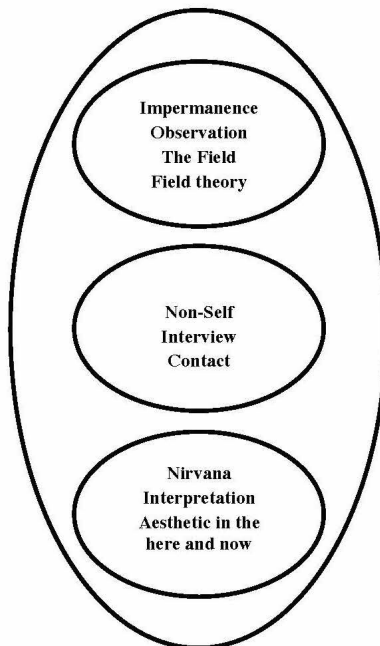 Impermanence
Observation
The Field
Field theory
Non-Self
Interview
Contact
Nirvana
Interpretation
Aesthetic in the
here and now